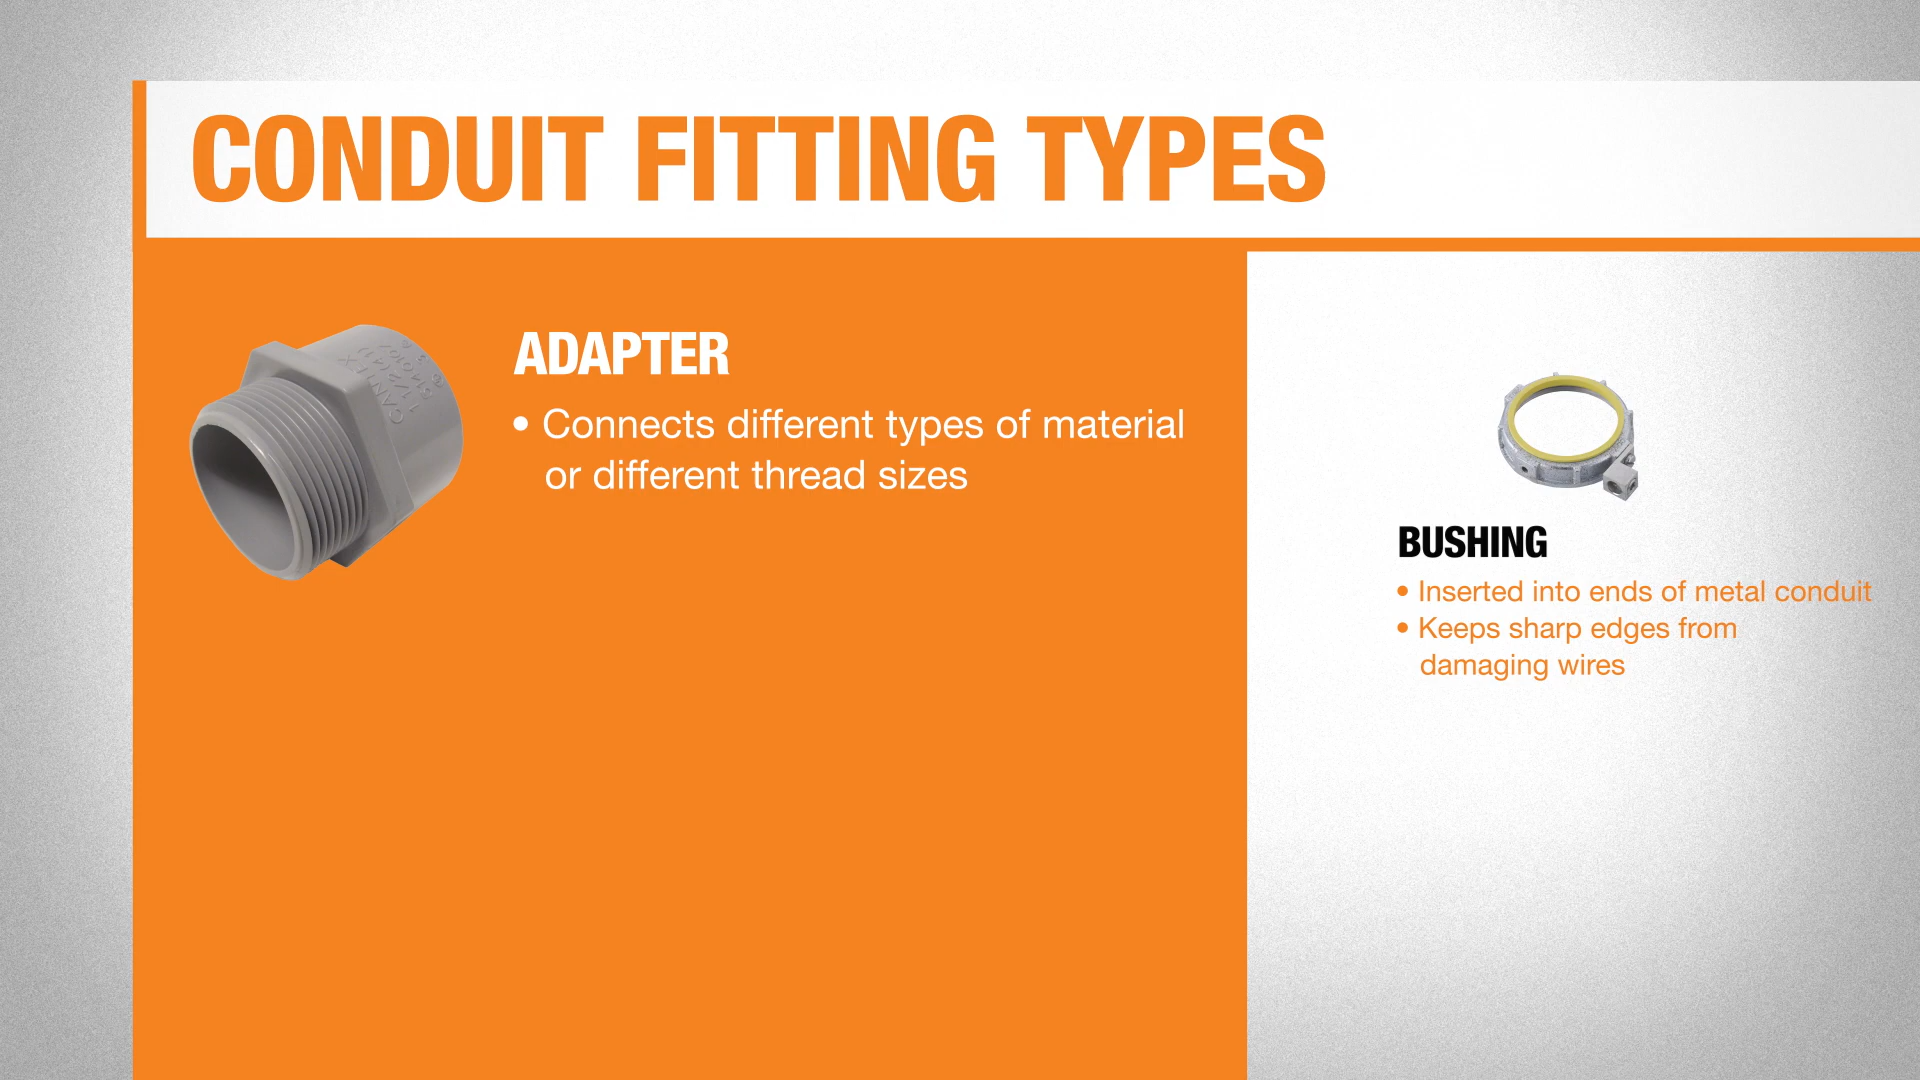 CONDUIT FITTING TYPES
ADAPTER
• Connects different types of material
or different thread sizes
BUSHING
• Inserted into ends of metal conduit
• Keeps sharp edges from
damaging wires
CANTEX